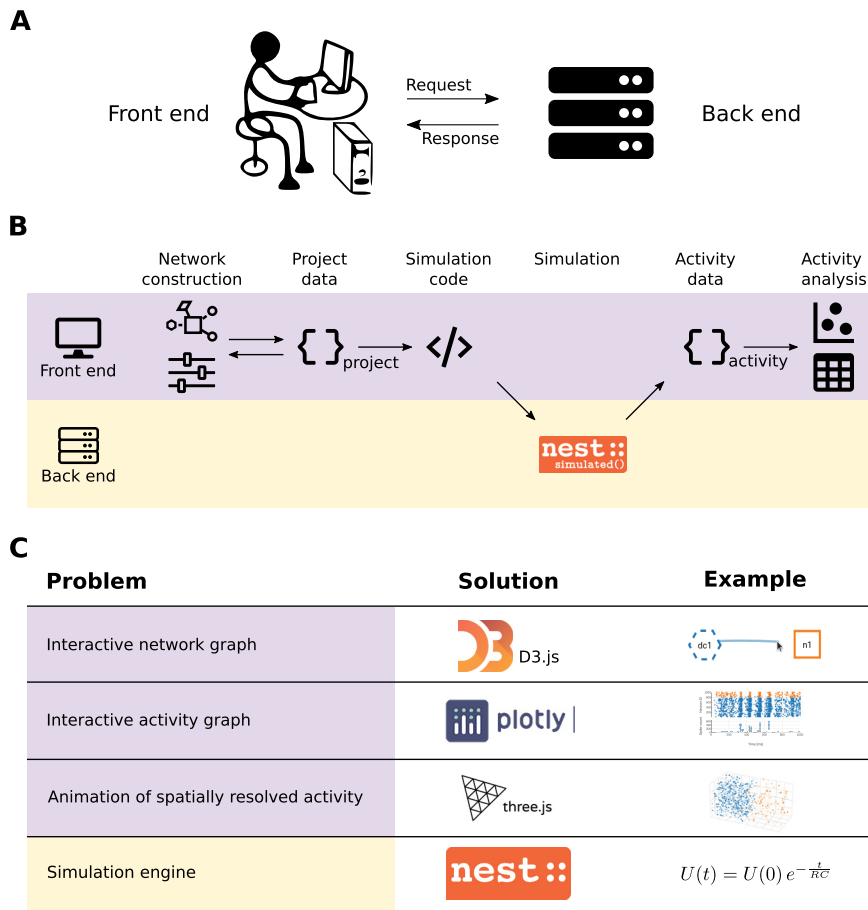 A
Front end
Request
Response
Back end
B
Network construction
Project data
Simulation code
Simulation
Activity data
Activity analysis
Front end
project
activity
Back end
nest::
simulated()
C
Problem
Solution
Example
Interactive network graph
D3.js
dc1
n1
Interactive activity graph
plotly
Animation of spatially resolved activity
three.js
Simulation engine
nest::
U(t) = U(0) e^{-\frac{t}{RC}}